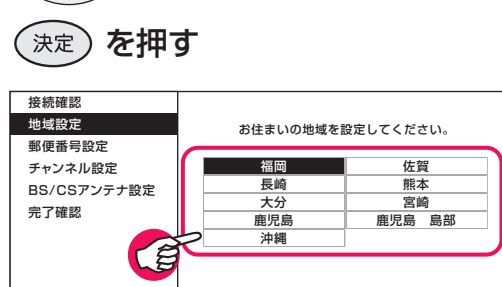 決定 を押す
接続確認
地域設定
郵便番号設定
チャンネル設定
BS/CSアンテナ設定
完了確認
お住まいの地域を設定してください。
福岡 佐賀
長崎 熊本
大分 宮崎
鹿児島 鹿児島 島部
沖縄